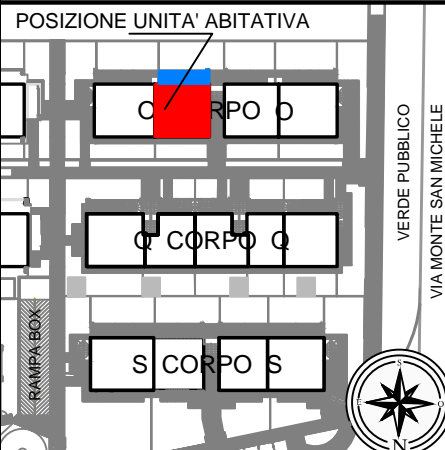 POSIZIONE UNITA' ABITATIVA
O CORPO O
Q CORPO Q
S CORPO S
RAMPA BOX
VERDE PUBBLICO
VIA MONTE SAN MICHELE
S
E
O
N